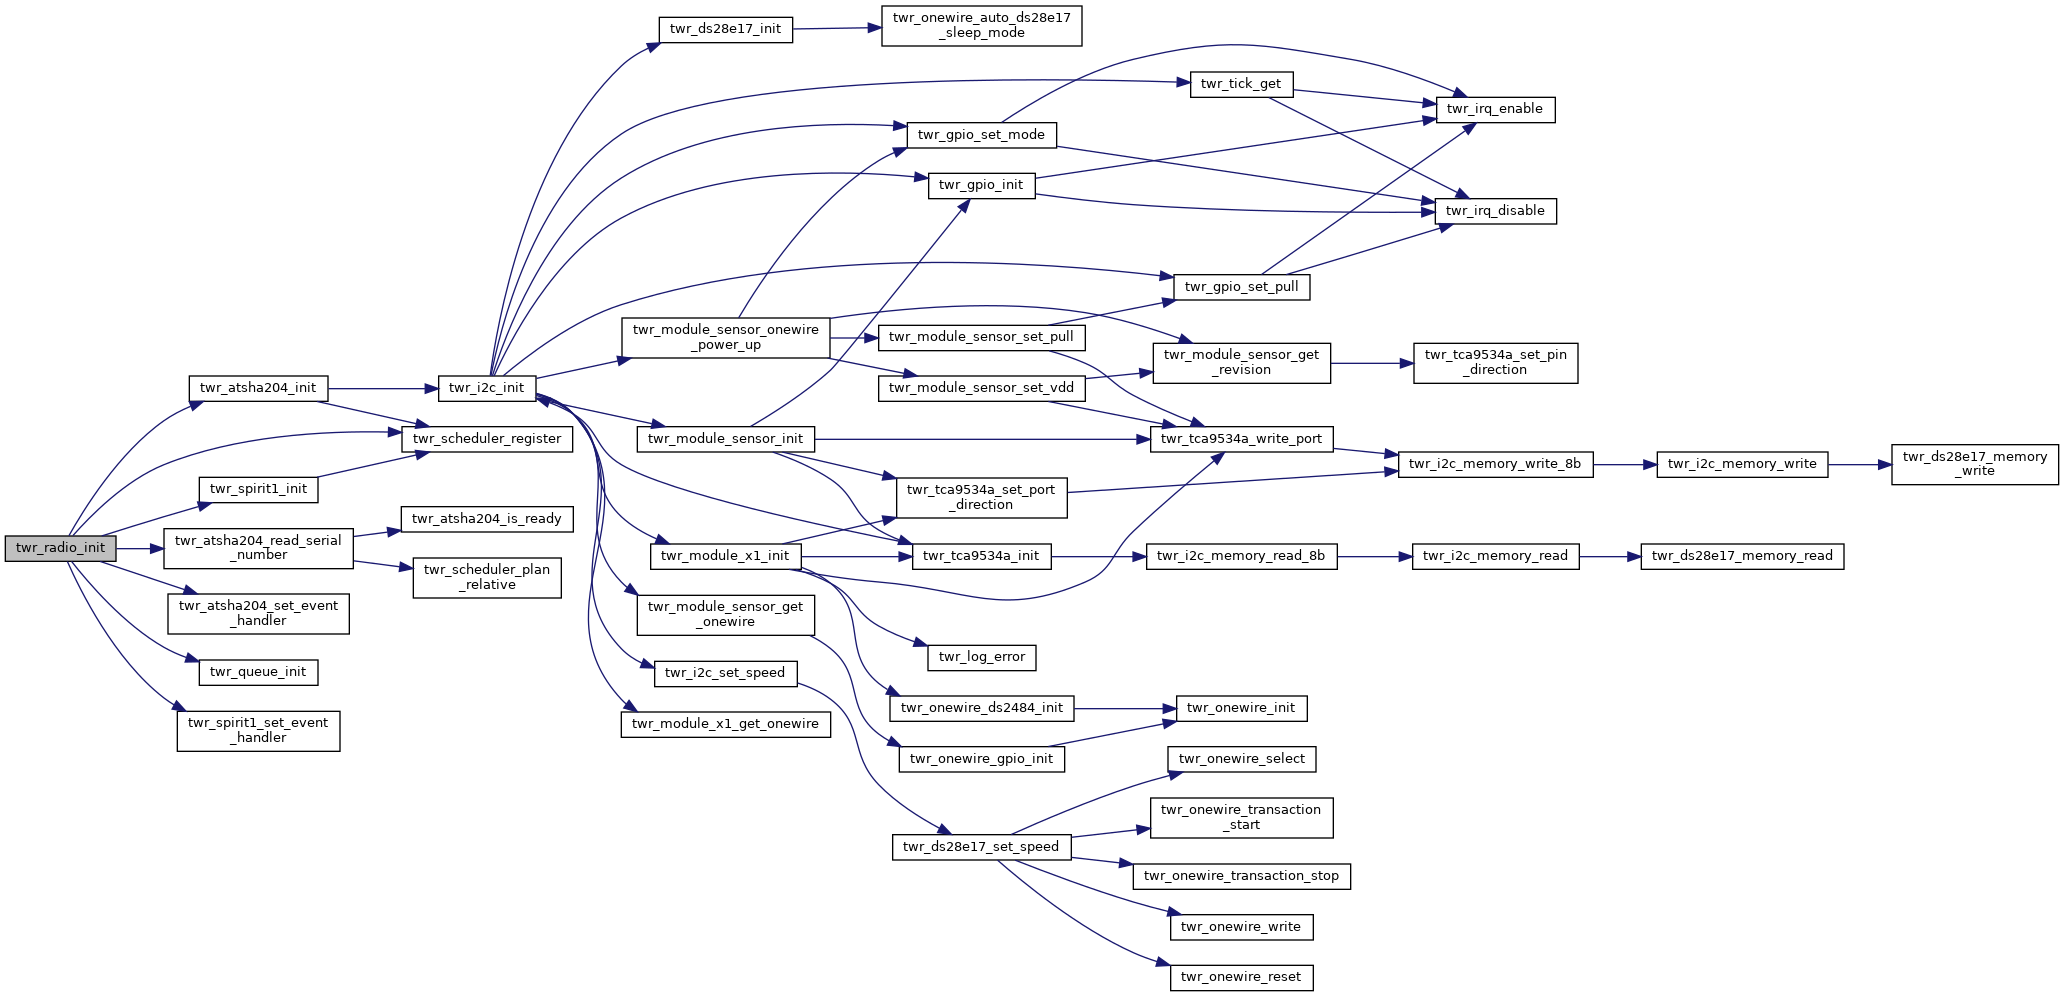 twr_radio_init
twr_atsha204_init
twr_spirit1_init
twr_atsha204_read_serial
_number
twr_atsha204_set_event
_handler
twr_queue_init
twr_spirit1_set_event
_handler
twr_i2c_init
twr_scheduler_register
twr_atsha204_is_ready
twr_scheduler_plan
_relative
twr_ds28e17_init
twr_module_sensor_onewire
_power_up
twr_module_sensor_init
twr_module_x1_init
twr_module_sensor_get
_onewire
twr_i2c_set_speed
twr_module_x1_get_onewire
twr_onewire_auto_ds28e17
_sleep_mode
twr_gpio_set_mode
twr_gpio_init
twr_module_sensor_set_pull
twr_module_sensor_set_vdd
twr_tca9534a_set_port
_direction
twr_tca9534a_init
twr_log_error
twr_onewire_ds2484_init
twr_onewire_gpio_init
twr_ds28e17_set_speed
twr_tick_get
twr_gpio_set_pull
twr_module_sensor_get
_revision
twr_tca9534a_write_port
twr_i2c_memory_read_8b
twr_onewire_init
twr_onewire_select
twr_onewire_transaction
_start
twr_onewire_transaction_stop
twr_onewire_write
twr_onewire_reset
twr_irq_enable
twr_irq_disable
twr_tca9534a_set_pin
_direction
twr_i2c_memory_write_8b
twr_i2c_memory_read
twr_i2c_memory_write
twr_ds28e17_memory_read
twr_ds28e17_memory
_write